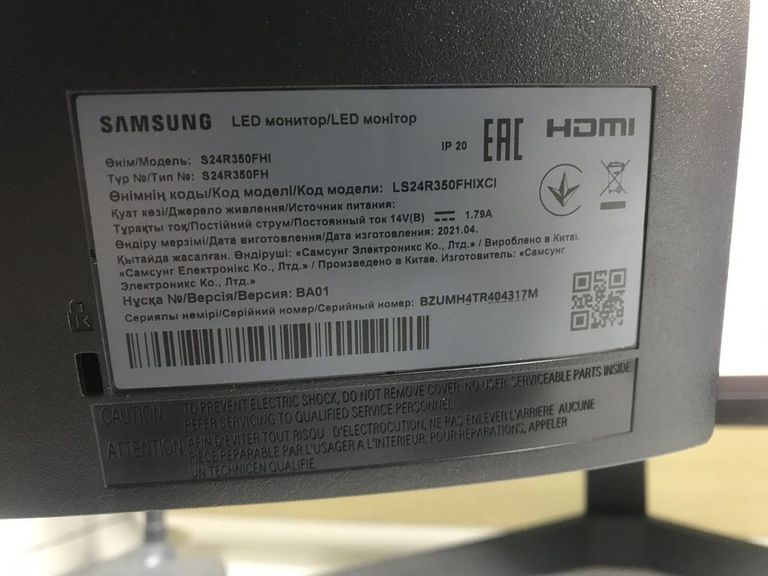 SAMSUNG LED монитор/LED монітор
IP 20 EAC HDMI
Өнім/Модель: S24R350FHI
Түр №/Тип №: S24R350FH
Өнімнің коды/Код моделі/Код модели: LS24R350FHIXCI
Қуат көзі/Джерело живлення/Источник питания:
Тұрақты ток/Постійний струм/Постоянный ток 14V(B) 1.79A
Өндіру мерзімі/Дата виготовлення/Дата изготовления: 2021.04.
Қытайда жасалған. Өндіруші: «Самсунг Электроникс Ко., Лтд.» / Вироблено в Китаї.
«Самсунг Електронікс Ко., Лтд.» / Произведено в Китае. Изготовитель: «Самсунг
Электроникс Ко., Лтд.»
Нұсқа №/Версія/Версия: BA01
Сериялы нөмірі/Серійний номер/Серийный номер: BZUMH4TR404317M
CAUTION TO PREVENT ELECTRIC SHOCK, DO NOT REMOVE COVER. NO USER SERVICEABLE PARTS INSIDE
REFER SERVICING TO QUALIFIED SERVICE PERSONNEL
ATTENTION AFIN D'EVITER TOUT RISQU D'ELECTROCUTION, NE PAS ENLEVER L'ARRIERE AUCUNE
PIECE REPARABLE PAR L'USAGER A L'INTERIEUR: POUR REPARATIONS, APPELER
UN TECHNICEN QUALIFIE.